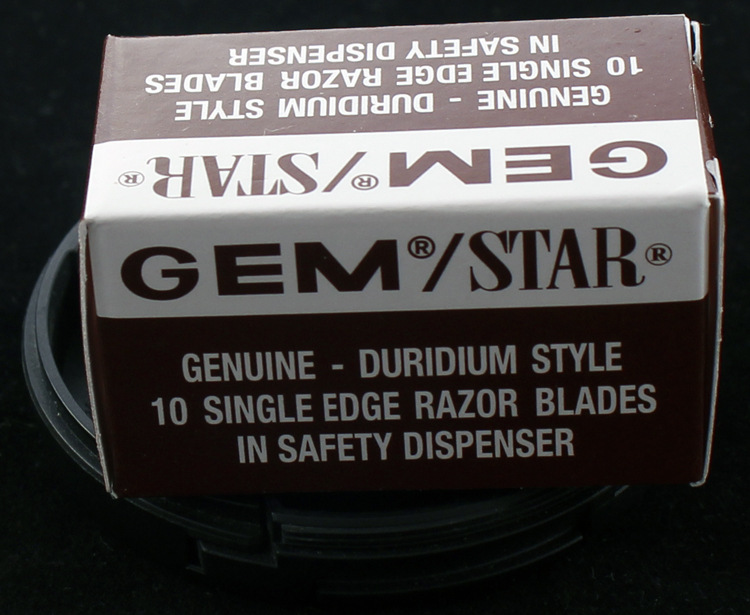 GENUINE - DURIDIUM STYLE
10 SINGLE EDGE RAZOR BLADES
IN SAFETY DISPENSER
GEM®/STAR®
GEM®/STAR®
GENUINE - DURIDIUM STYLE
10 SINGLE EDGE RAZOR BLADES
IN SAFETY DISPENSER